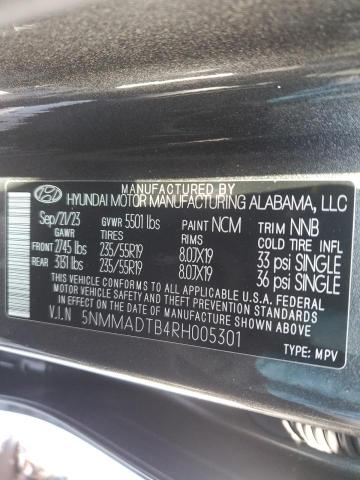 MANUFACTURED BY
HYUNDAI MOTOR MANUFACTURING ALABAMA, LLC
Sep/21/23 GVWR 5501 lbs PAINT NCM TRIM NNB
GAWR TIRES RIMS COLD TIRE INFL
FRONT 2745 lbs 235/55R19 8.0JX19 33 psi SINGLE
REAR 3131 lbs 235/55R19 8.0JX19 36 psi SINGLE
THIS VEHICLE CONFORMS TO ALL APPLICABLE U.S.A. FEDERAL
MOTOR VEHICLE SAFETY, BUMPER, AND THEFT PREVENTION STANDARDS
IN EFFECT ON THE DATE OF MANUFACTURE SHOWN ABOVE.
V.I.N 5NMMADTB4RH005301
TYPE: MPV